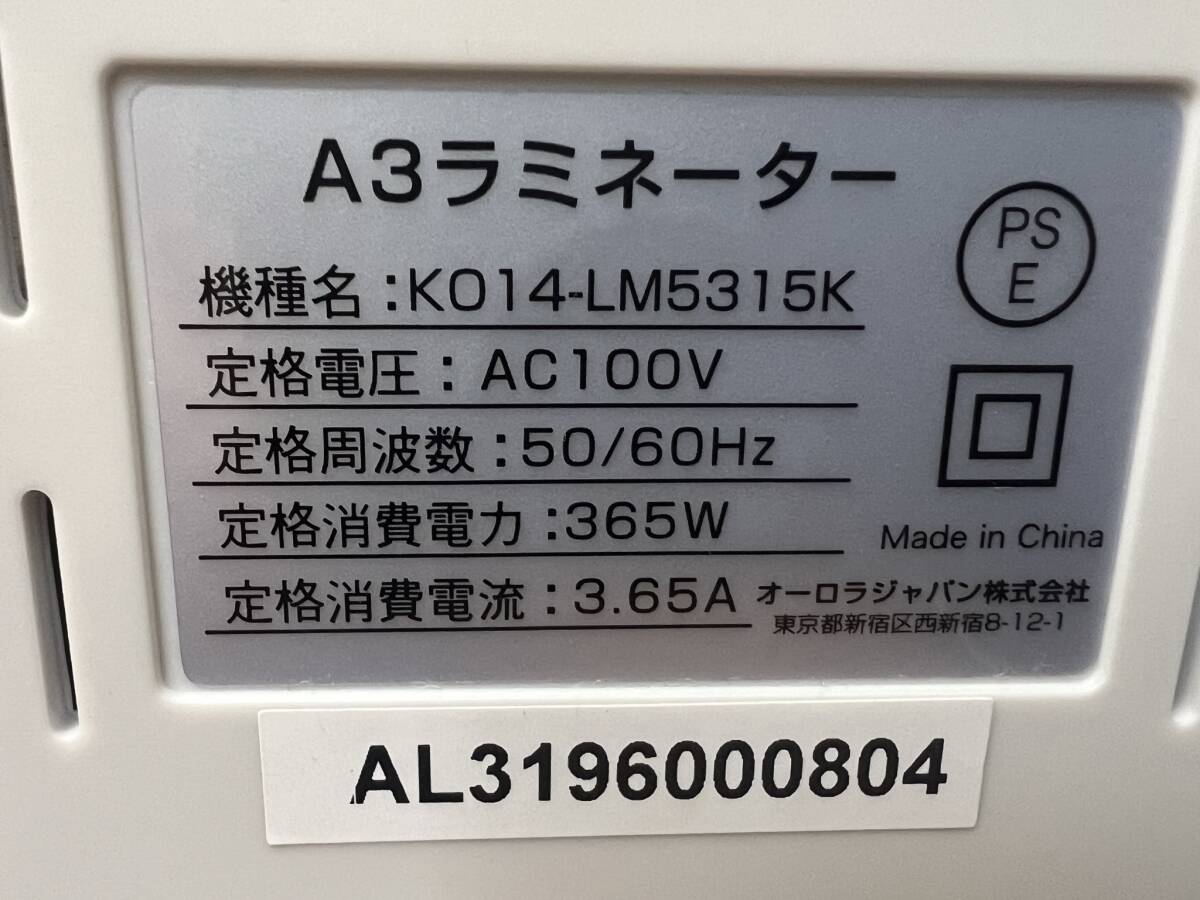 A3ラミネーター
PS
E
機種名:K014-LM5315K
定格電圧:AC100V
定格周波数:50/60Hz
定格消費電力:365W
Made in China
定格消費電流:3.65A
オーロラジャパン株式会社
東京都新宿区西新宿8-12-1
AL3196000804